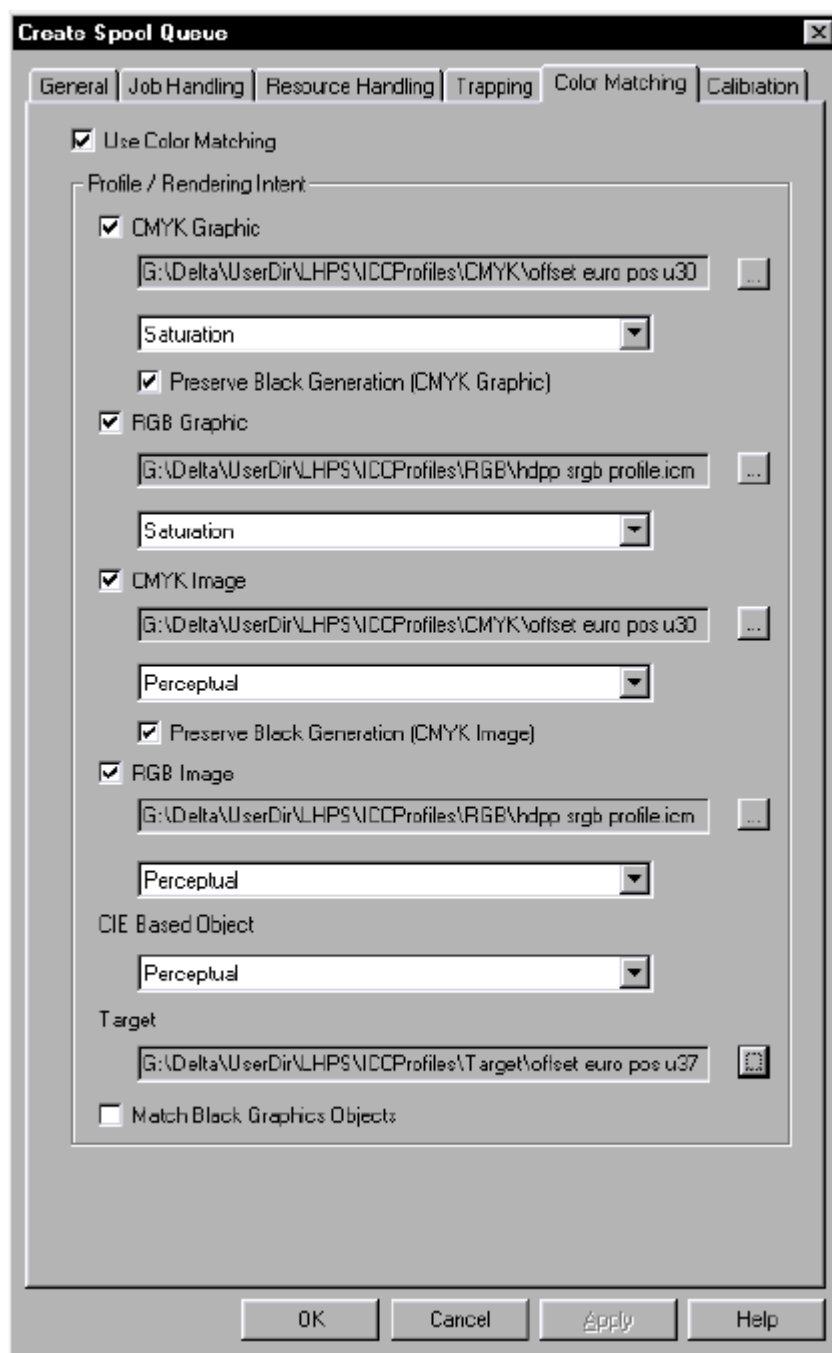 Create Spool Queue
General Job Handling Resource Handling Trapping Color Matching Calibration
Use Color Matching
Profile / Rendering Intent
CMYK Graphic
G:\Delta\UserDir\LHPS\ICCProfiles\CMYK\offset euro pos u30
...
Saturation
Preserve Black Generation (CMYK Graphic)
RGB Graphic
G:\Delta\UserDir\LHPS\ICCProfiles\RGB\hdpp srgb profile.icm
...
Saturation
CMYK Image
G:\Delta\UserDir\LHPS\ICCProfiles\CMYK\offset euro pos u30
...
Perceptual
Preserve Black Generation (CMYK Image)
RGB Image
G:\Delta\UserDir\LHPS\ICCProfiles\RGB\hdpp srgb profile.icm
...
Perceptual
CIE Based Object
Perceptual
Target
G:\Delta\UserDir\LHPS\ICCProfiles\Target\offset euro pos u37
Match Black Graphics Objects
OK Cancel Apply Help